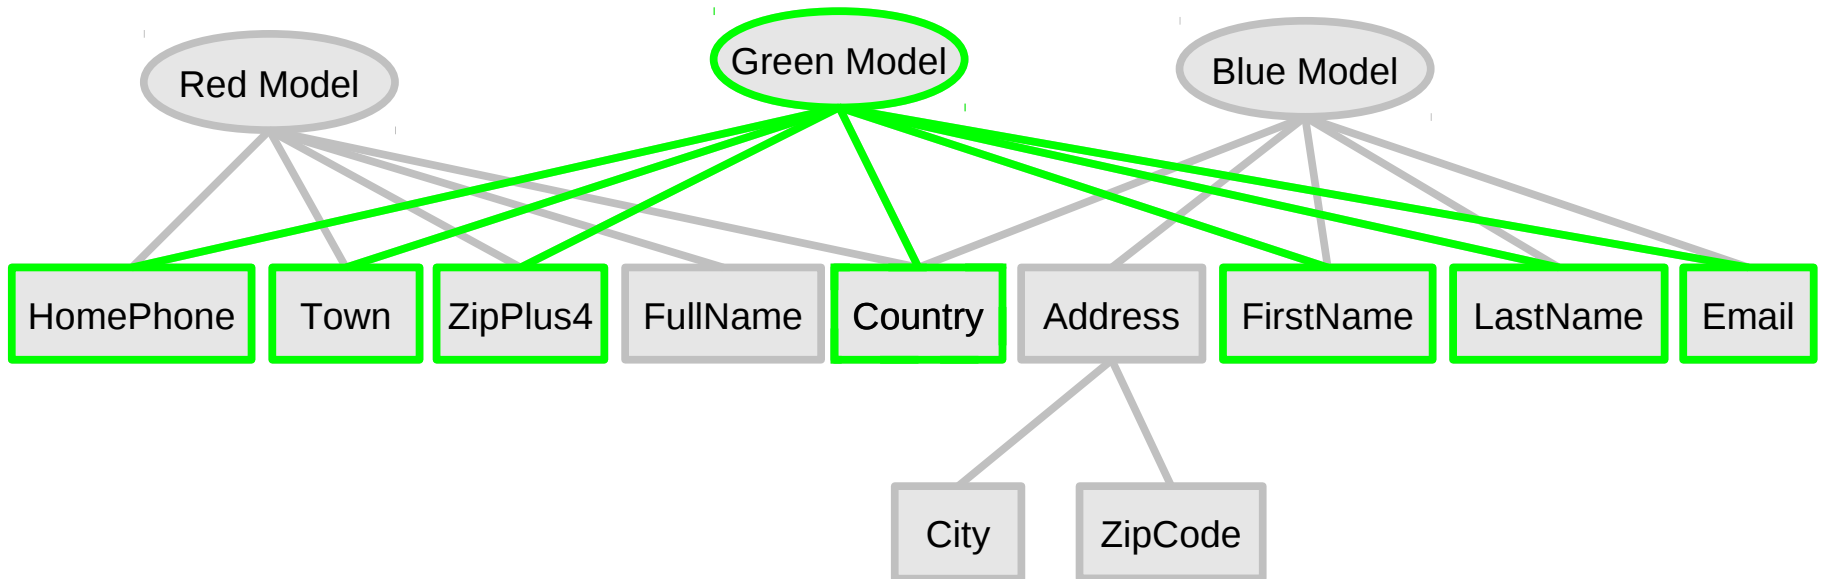 Red Model
Green Model
Blue Model
HomePhone
Town
ZipPlus4
FullName
Country
Address
FirstName
LastName
Email
City
ZipCode